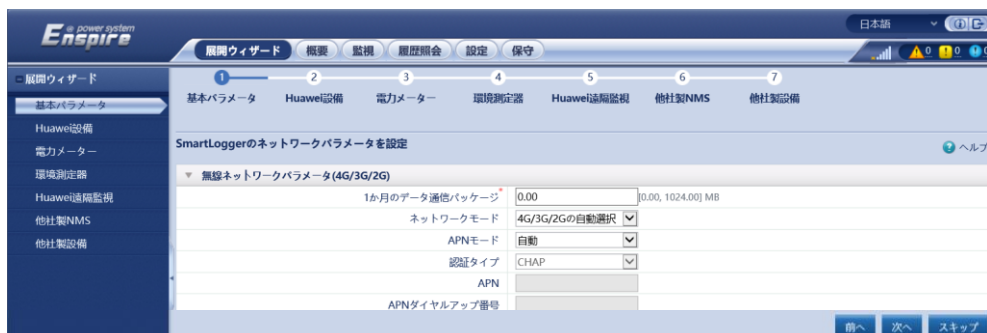 Enspire e power system
日本語
展開ウィザード 概要 監視 履歴照会 設定 保守
0 0
展開ウィザード
基本パラメータ
Huawei設備
電力メーター
環境測定器
Huawei遠隔監視
他社製NMS
他社製設備
1 2 3 4 5 6 7
基本パラメータ Huawei設備 電力メーター 環境測定器 Huawei遠隔監視 他社製NMS 他社製設備
SmartLoggerのネットワークパラメータを設定
ヘルプ
無線ネットワークパラメータ(4G/3G/2G)
1か月のデータ通信パッケージ* 0.00 [0.00, 1024.00] MB
ネットワークモード 4G/3G/2Gの自動選択
APNモード 自動
認証タイプ CHAP
APN
APNダイヤルアップ番号
前へ 次へ スキップ